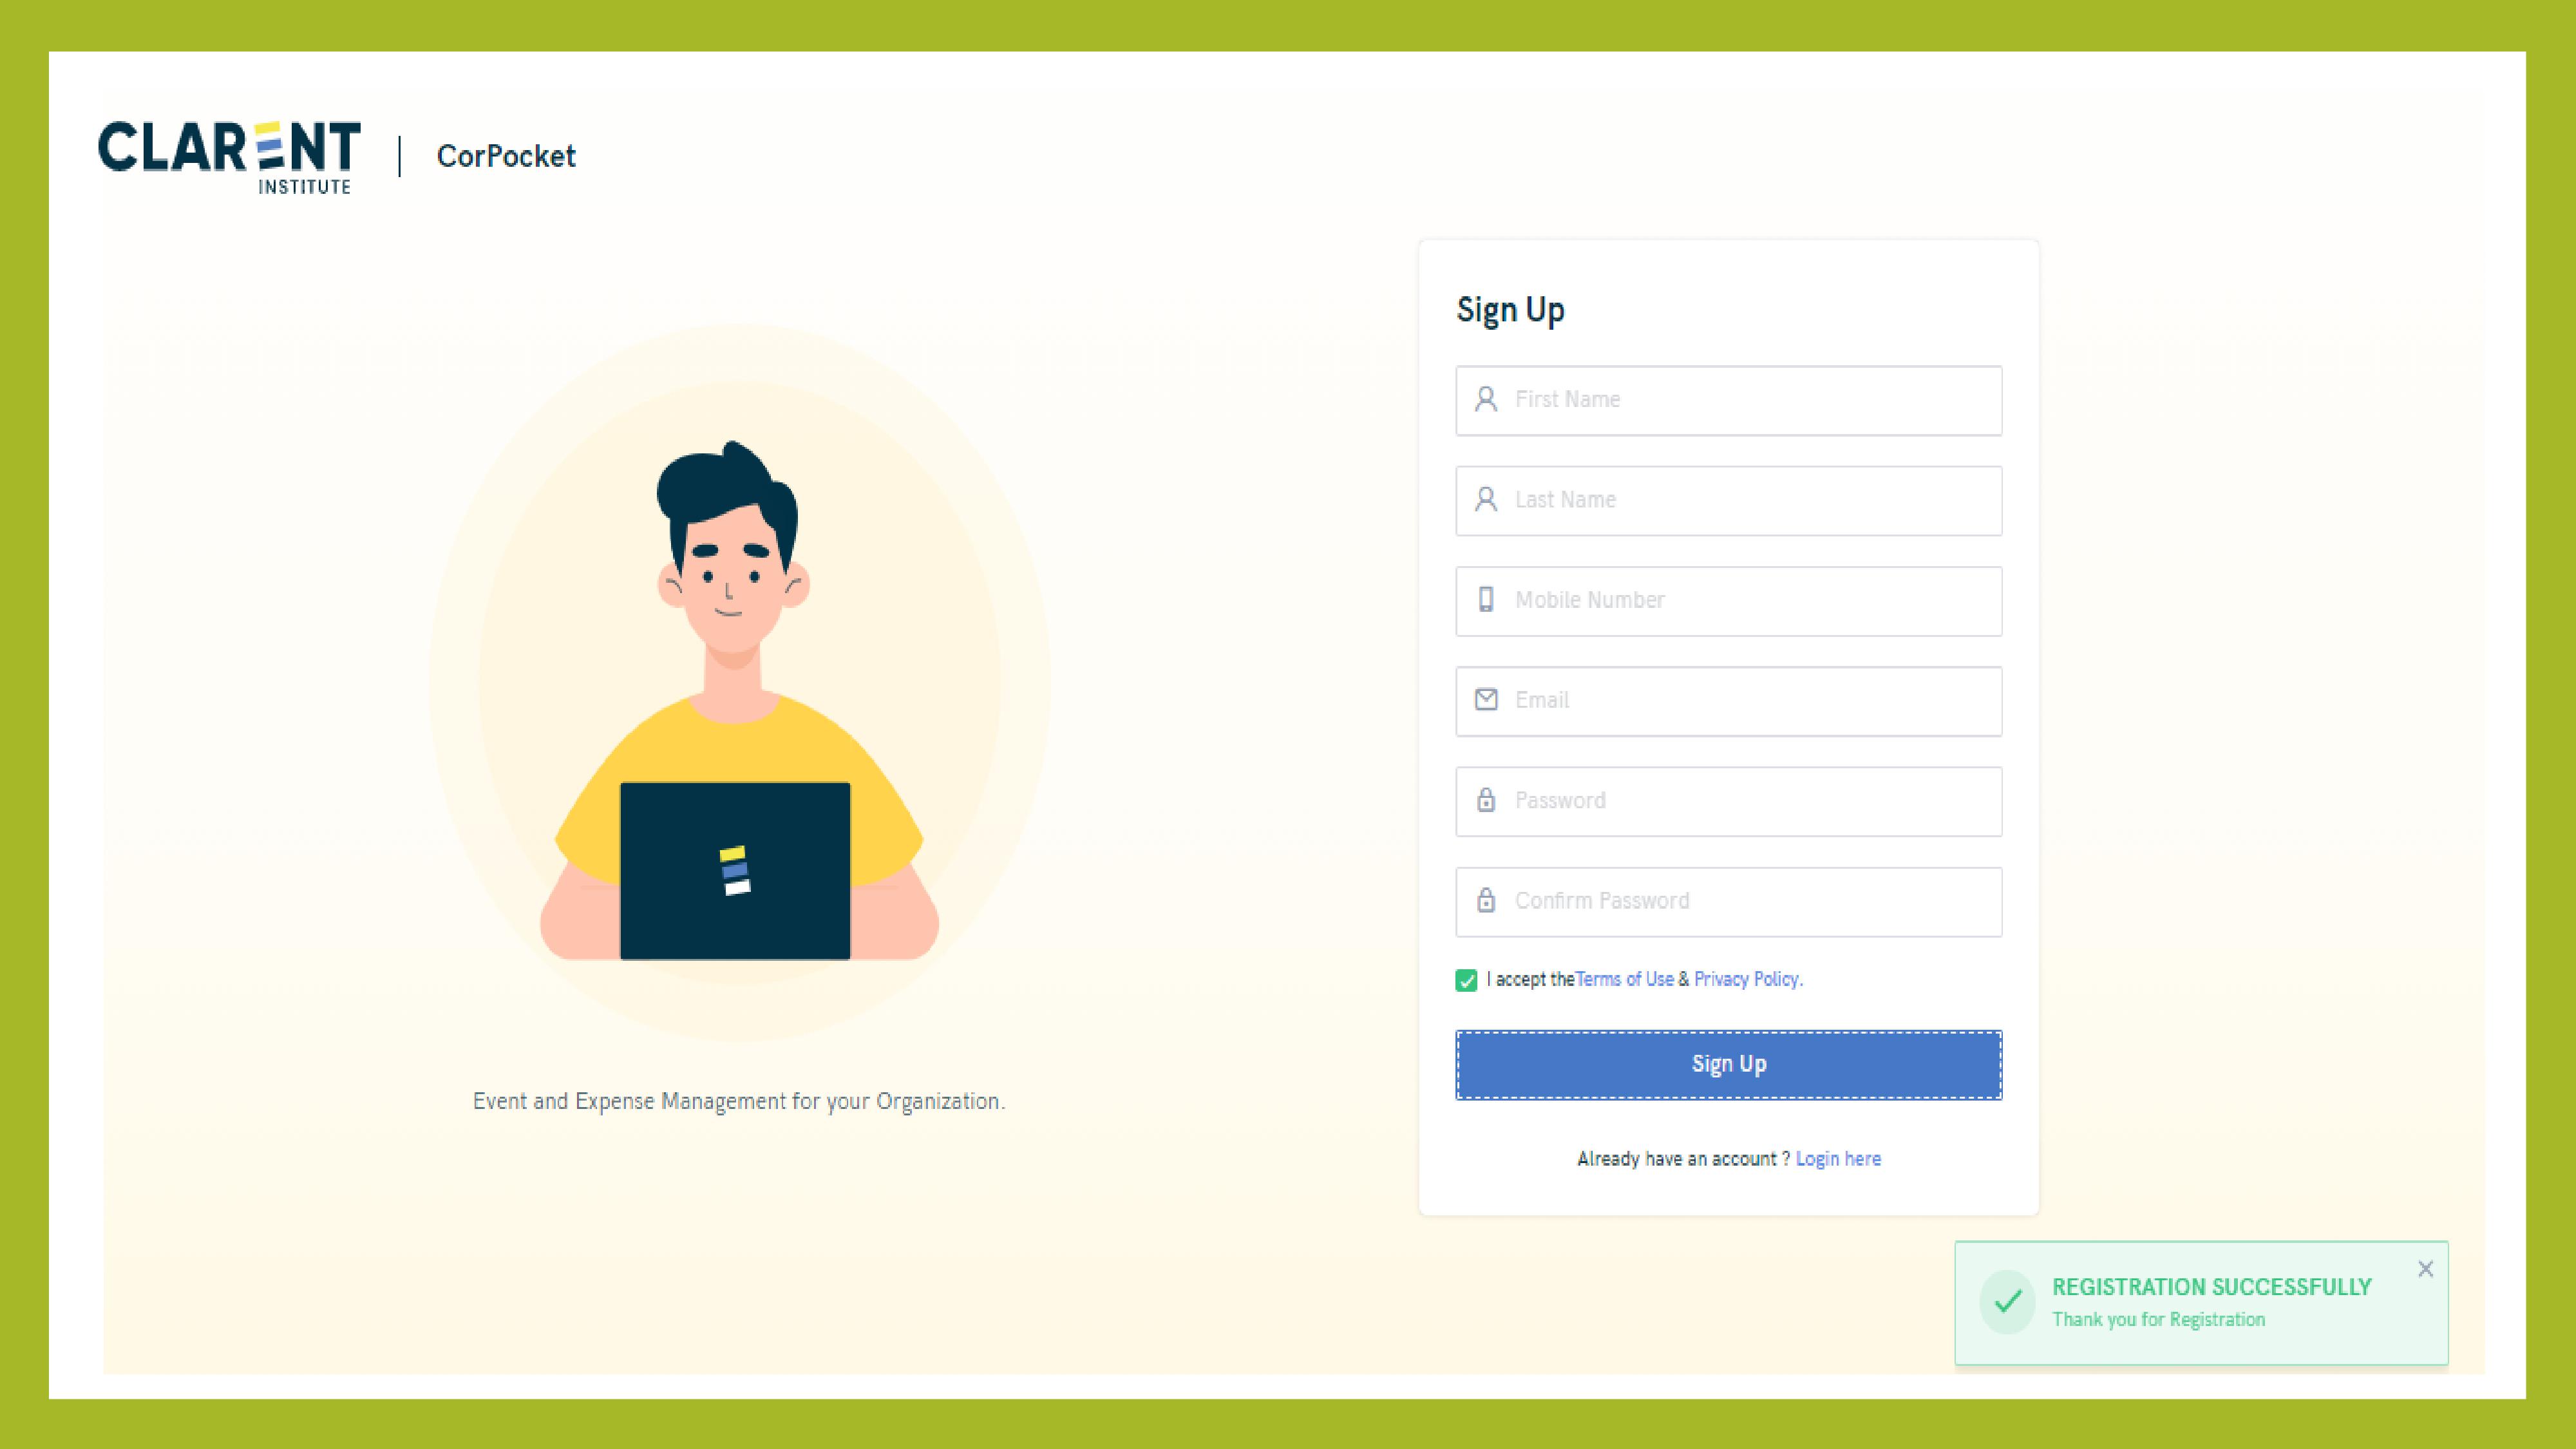 CLARENT
INSTITUTE
CorPocket
Sign Up
First Name
Last Name
Mobile Number
Email
Password
Confirm Password
I accept theTerms of Use & Privacy Policy.
Sign Up
Already have an account ? Login here
Event and Expense Management for your Organization.
REGISTRATION SUCCESSFULLY
Thank you for Registration